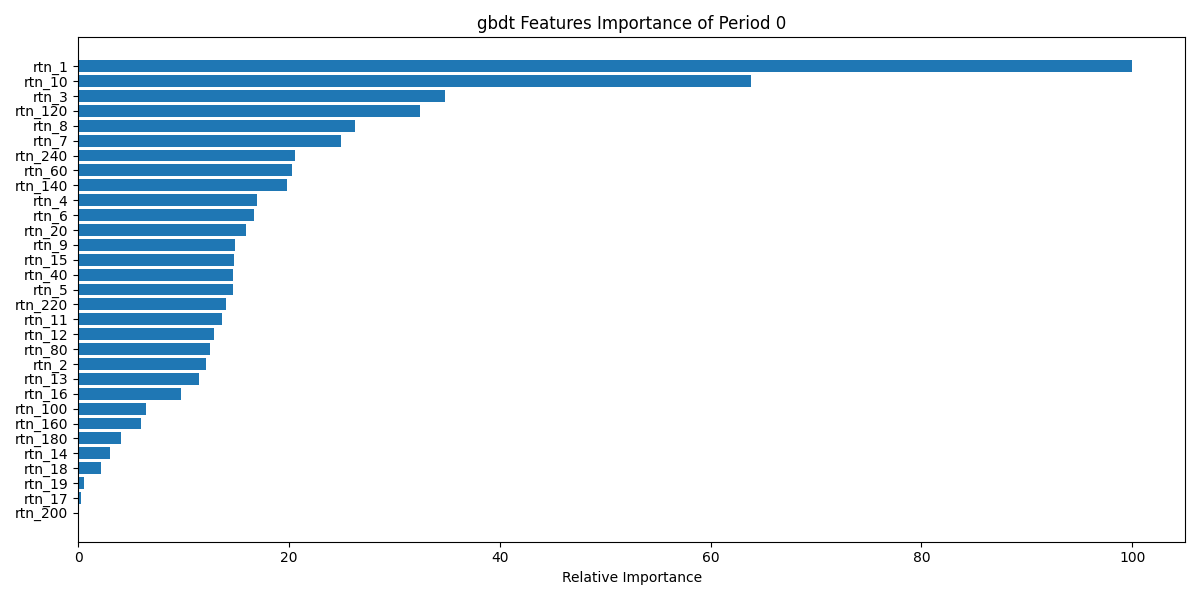 gbdt Features Importance of Period 0
rtn_1
rtn_10
rtn_3
rtn_120
rtn_8
rtn_7
rtn_240
rtn_60
rtn_140
rtn_4
rtn_6
rtn_20
rtn_9
rtn_15
rtn_40
rtn_5
rtn_220
rtn_11
rtn_12
rtn_80
rtn_2
rtn_13
rtn_16
rtn_100
rtn_160
rtn_180
rtn_14
rtn_18
rtn_19
rtn_17
rtn_200
0 20 40 60 80 100
Relative Importance